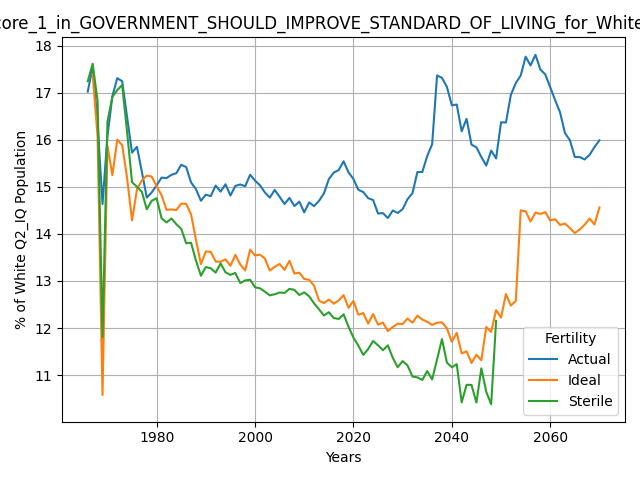 core_1_in_GOVERNMENT_SHOULD_IMPROVE_STANDARD_OF_LIVING_for_White
18
17
16
15
14
13
12
11
% of White Q2_IQ Population
1980
2000
2020
2040
2060
Years
Fertility
Actual
Ideal
Sterile